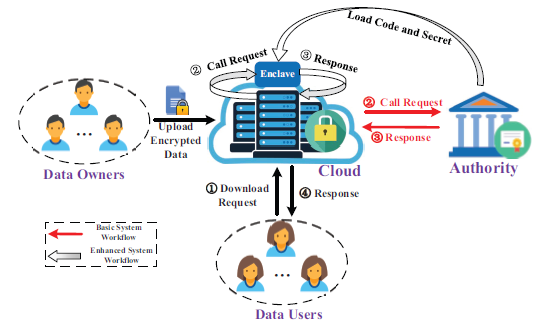 Load Code and Secret
② Call Request
③ Response
Enclave
Upload
Encrypted
Data
② Call Request
③ Response
Data Owners
Cloud
Authority
① Download
Request
④ Response
Basic System
Workflow
Enhanced System
Workflow
...
...
Data Users